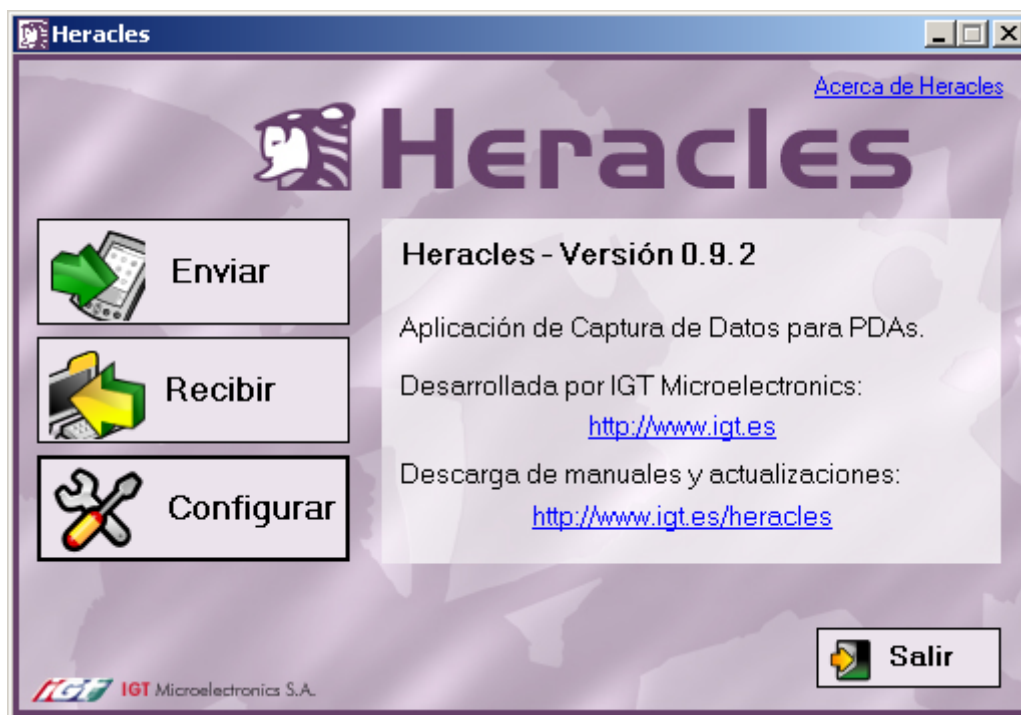 Heracles
Acerca de Heracles
Heracles
Enviar
Recibir
Configurar
Heracles - Versión 0.9.2
Aplicación de Captura de Datos para PDAs.
Desarrollada por IGT Microelectronics:
http://www.igt.es
Descarga de manuales y actualizaciones:
http://www.igt.es/heracles
Salir
IGT IGT Microelectronics S.A.